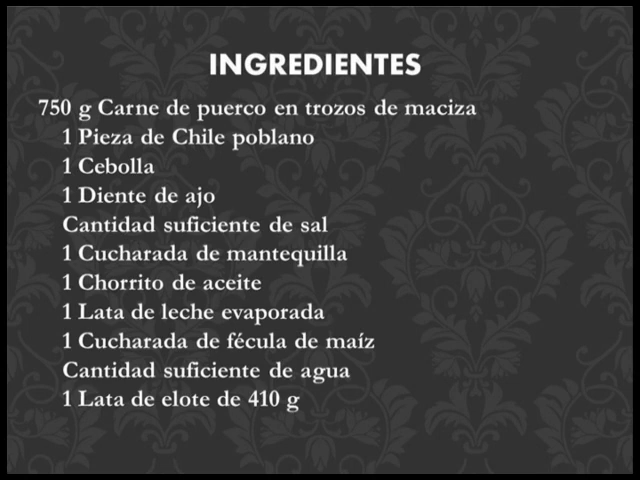 INGREDIENTES
750 g Carne de puerco en trozos de maciza
1 Pieza de Chile poblano
1 Cebolla
1 Diente de ajo
Cantidad suficiente de sal
1 Cucharada de mantequilla
1 Chorrito de aceite
1 Lata de leche evaporada
1 Cucharada de fécula de maíz
Cantidad suficiente de agua
1 Lata de elote de 410 g